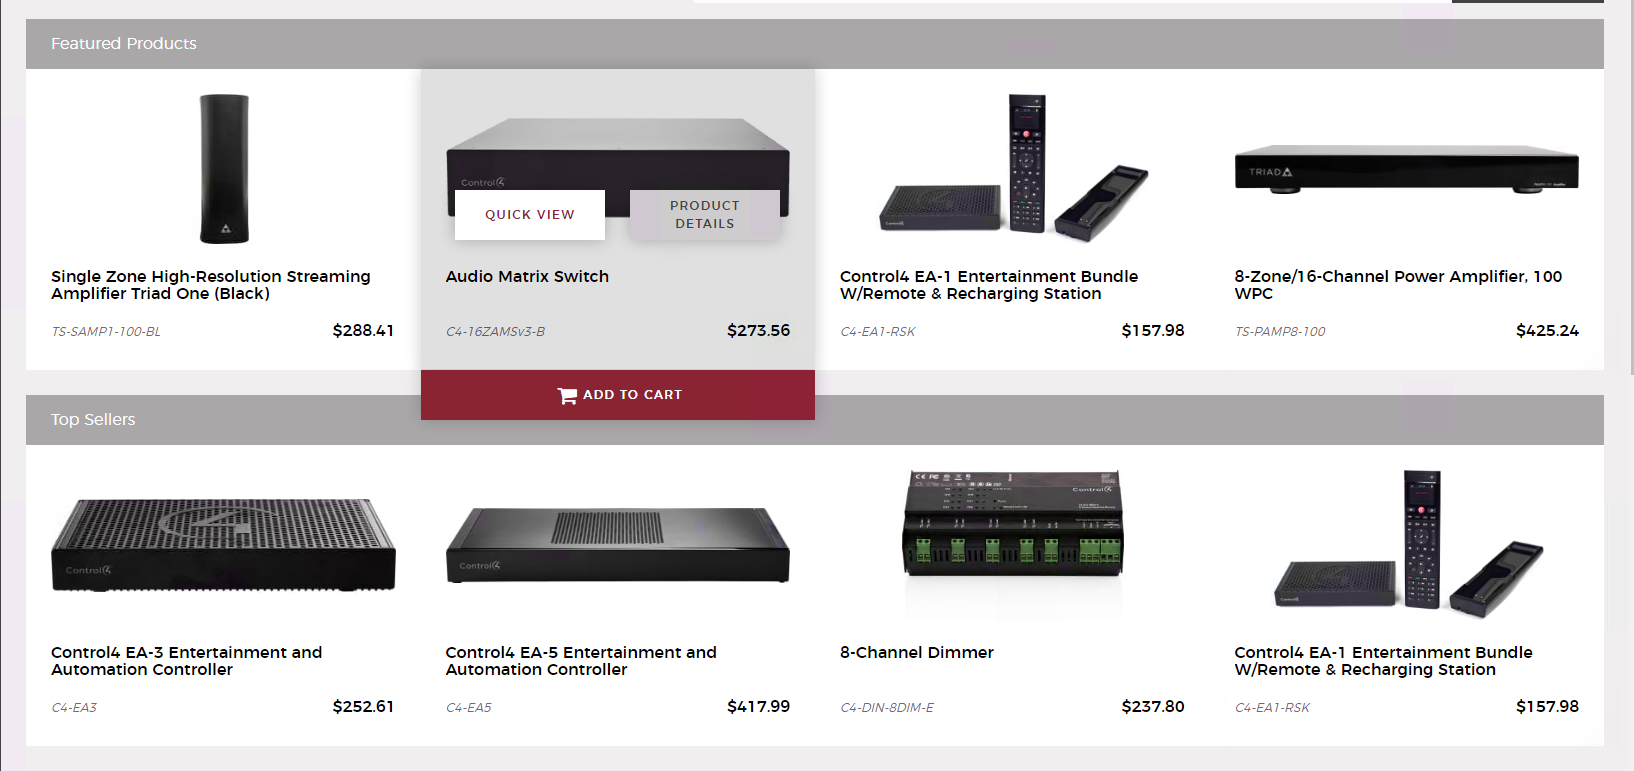 Featured Products
Control4
QUICK VIEW
PRODUCT
DETAILS
TRIAD
Single Zone High-Resolution Streaming
Amplifier Triad One (Black)
TS-SAMP1-100-BL
$288.41
Audio Matrix Switch
C4-16ZAMSv3-B
$273.56
ADD TO CART
Control4 EA-1 Entertainment Bundle
W/Remote & Recharging Station
C4-EA1-RSK
$157.98
8-Zone/16-Channel Power Amplifier, 100
WPC
TS-PAMP8-100
$425.24
Top Sellers
Control4
Control4 EA-3 Entertainment and
Automation Controller
C4-EA3
$252.61
Control4
Control4 EA-5 Entertainment and
Automation Controller
C4-EA5
$417.99
Control4
8-Channel Dimmer
C4-DIN-8DIM-E
$237.80
Control4 EA-1 Entertainment Bundle
W/Remote & Recharging Station
C4-EA1-RSK
$157.98